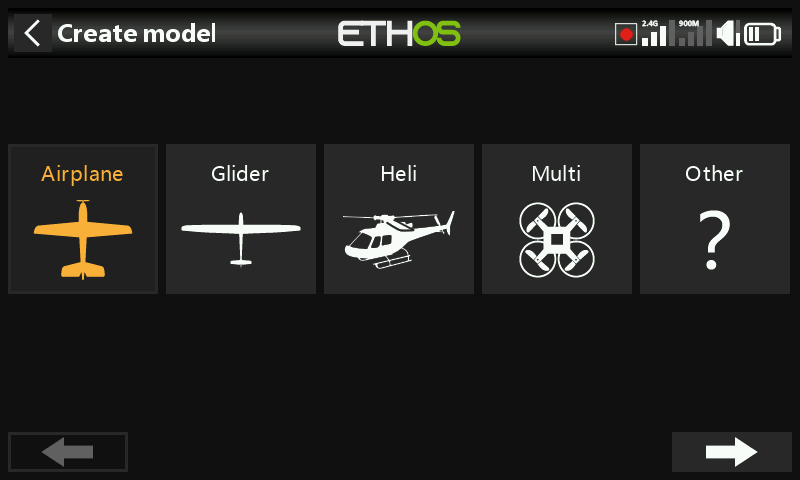 Create model
ETHOS
2.4G
900M
Airplane
Glider
Heli
Multi
Other
?